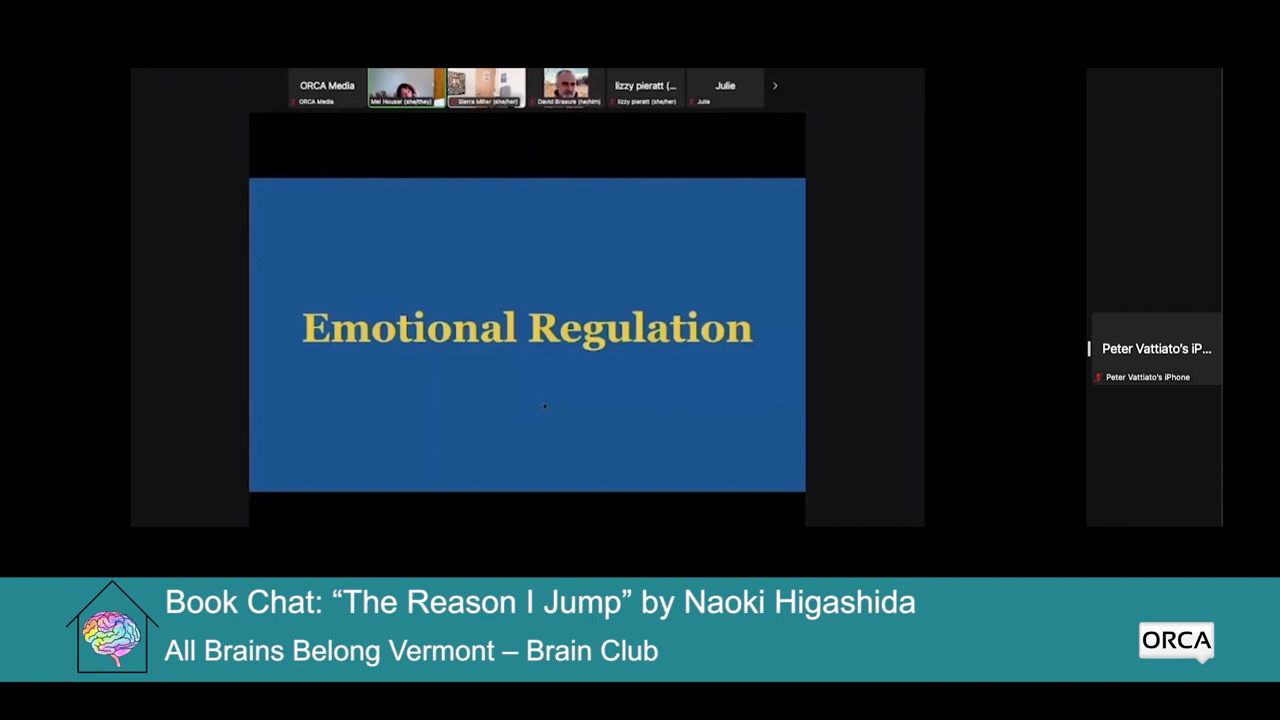 ORCA Media
lizzy pieratt (...
Julie
ORCA Media
Mel Houser (she/they)
Sierra Miller (she/her)
David Brasure (he/him)
lizzy pieratt (she/her)
Julie
Emotional Regulation
Peter Vattiato's iP...
Peter Vattiato's iPhone
Book Chat: “The Reason I Jump” by Naoki Higashida
All Brains Belong Vermont – Brain Club
ORCA